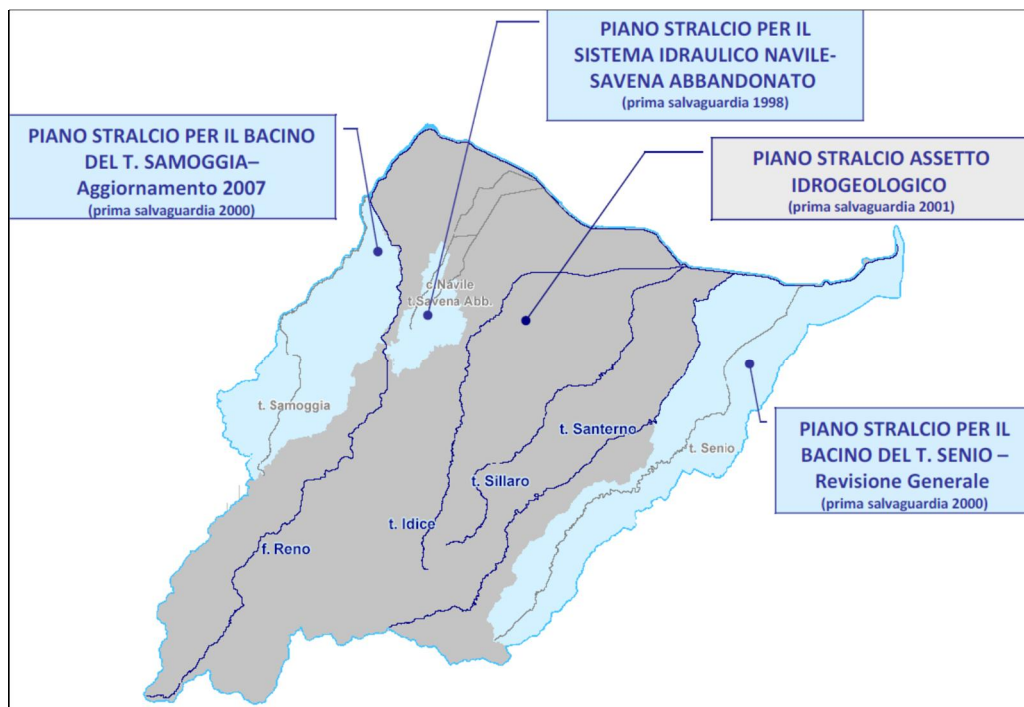 PIANO STRALCIO PER IL
SISTEMA IDRAULICO NAVILE-
SAVENA ABBANDONATO
(prima salvaguardia 1998)
PIANO STRALCIO PER IL BACINO
DEL T. SAMOGGIA–
Aggiornamento 2007
(prima salvaguardia 2000)
PIANO STRALCIO ASSETTO
IDROGEOLOGICO
(prima salvaguardia 2001)
c.Navile
t.Savena Abb.
t. Samoggia
t. Santerno
t. Senio
t. Sillaro
t. Idice
f. Reno
PIANO STRALCIO PER IL
BACINO DEL T. SENIO –
Revisione Generale
(prima salvaguardia 2000)